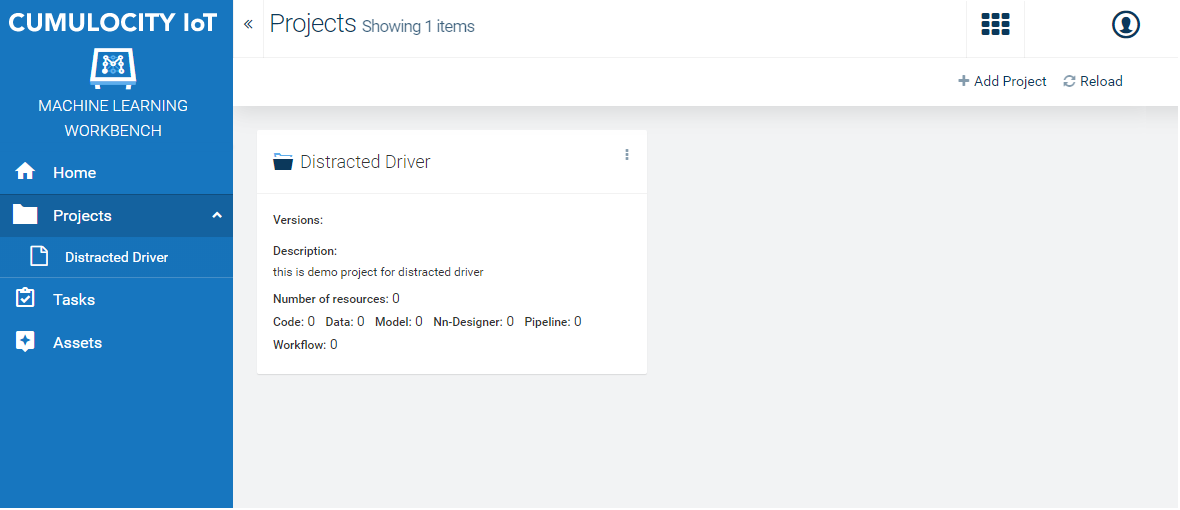 CUMULOCITY IoT
MACHINE LEARNING
WORKBENCH
Home
Projects
Distracted Driver
Tasks
Assets
Projects Showing 1 items
Add Project Reload
Distracted Driver
Versions:
Description:
this is demo project for distracted driver
Number of resources: 0
Code: 0 Data: 0 Model: 0 Nn-Designer: 0 Pipeline: 0
Workflow: 0